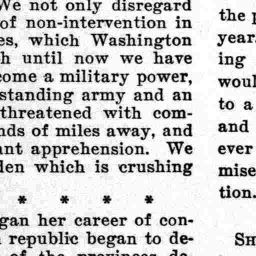 We not only disregard
of non-intervention in
es, which Washington
h until now we have
come a military power,
standing army and an
threatened with com-
nds of miles away, and
ant apprehension. We
den which is crushing
* * * *
gan her career of con-
republic began to de-
of the provinces de-
the p
year.
ing
woul
to a
and
ever
mise
tion.
SH